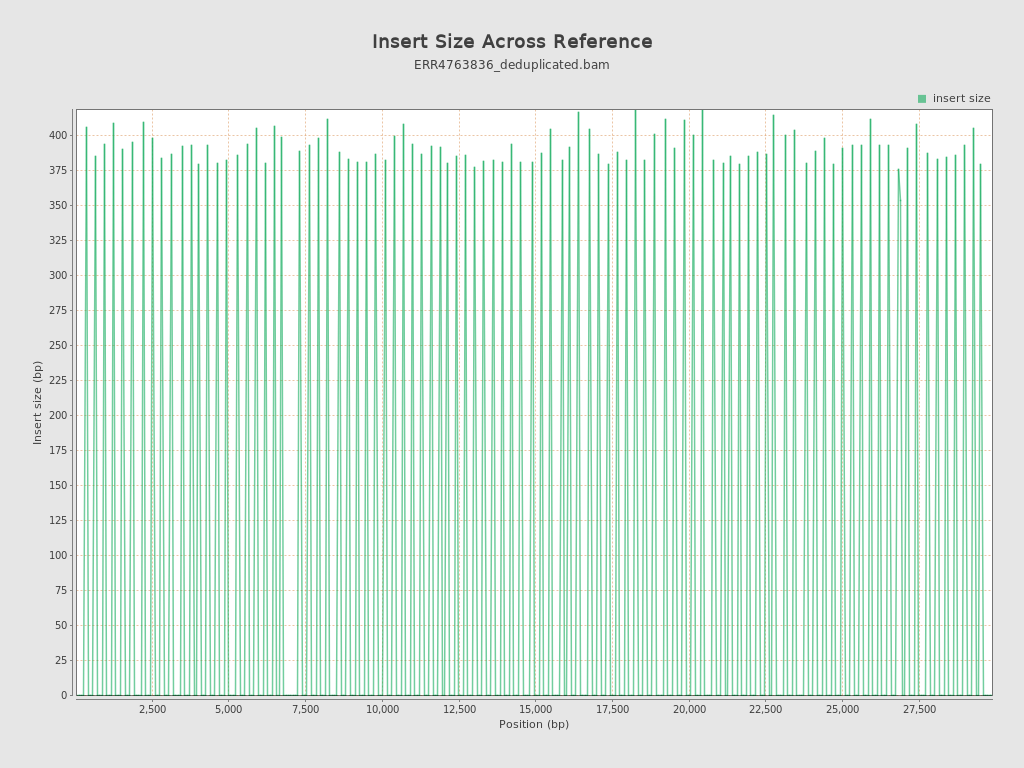 Insert Size Across Reference
ERR4763836_deduplicated.bam
insert size
400
375
350
325
300
275
250
225
200
175
150
125
100
75
50
25
0
Insert size (bp)
2,500 5,000 7,500 10,000 12,500 15,000 17,500 20,000 22,500 25,000 27,500
Position (bp)